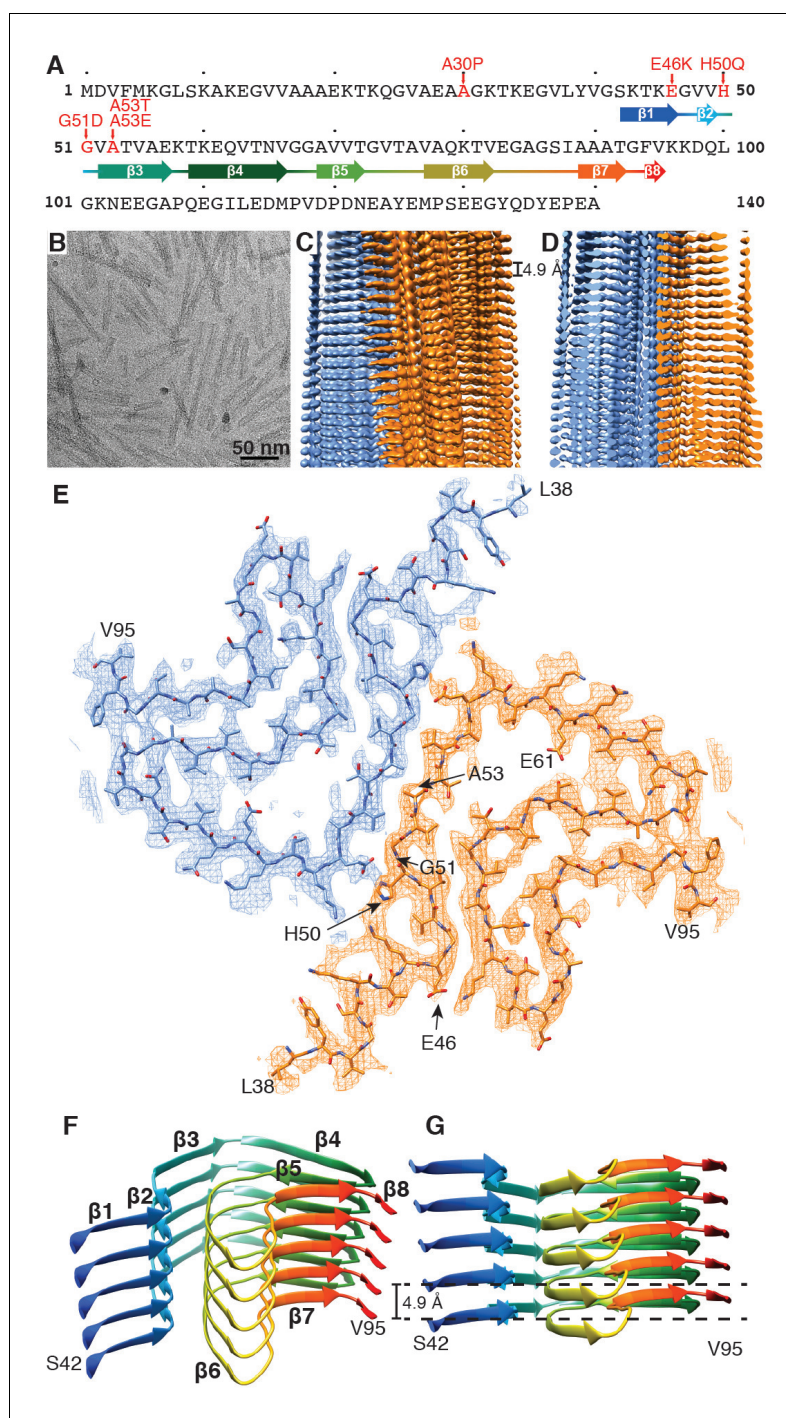 A
A30P E46K H50Q
1 MDVFMKGLSKAKEGVVAAAEKTKQGVAEAAGKTKEGVLYVGSKTKEGVVH 50
β1 β2
A53T
G51D A53E
51 GVATVAEKTKEQVTNVGGAVVTGVTAVAQKTVEGAGSIAAATGFVKKDQL 100
β3 β4 β5 β6 β7 β8
101 GKNEEGAPQEGILEDMPVDPDNEAYEMPSEEGYQDYEPEA 140
B C D
4.9 Å
50 nm
E
L38
V95
E61
A53
G51
H50
V95
E46
L38
F G
β3 β4
β5
β1 β2 β8
4.9 Å
β7
S42 V95 S42 V95
β6